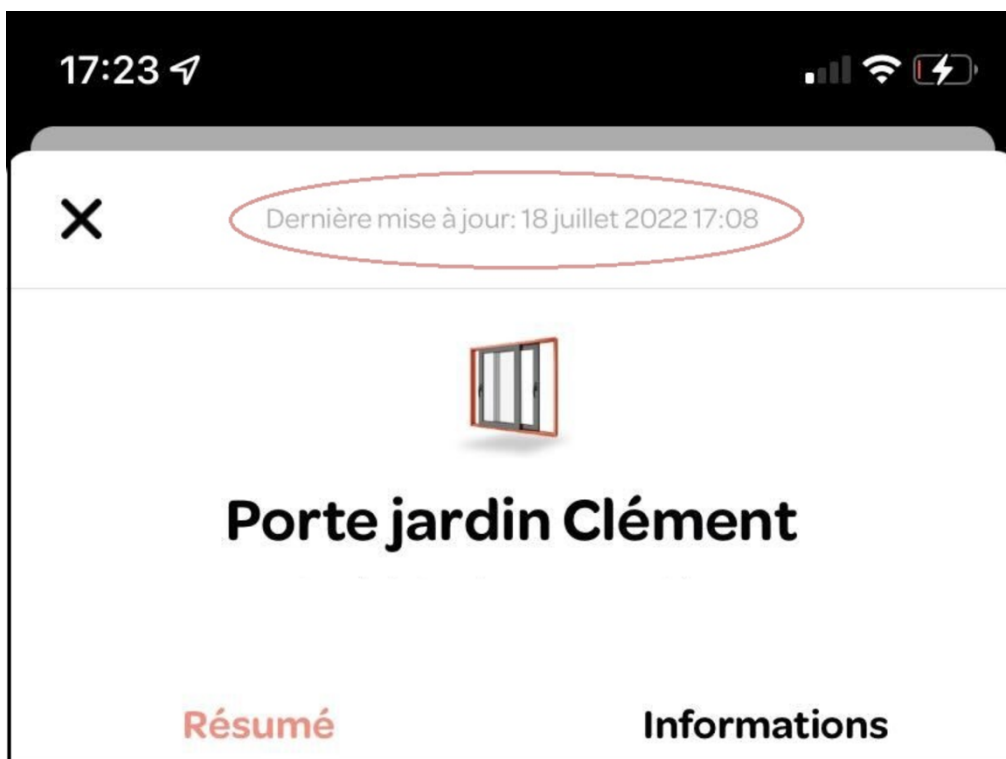 17:23
Dernière mise à jour: 18 juillet 2022 17:08
Porte jardin Clément
Résumé Informations